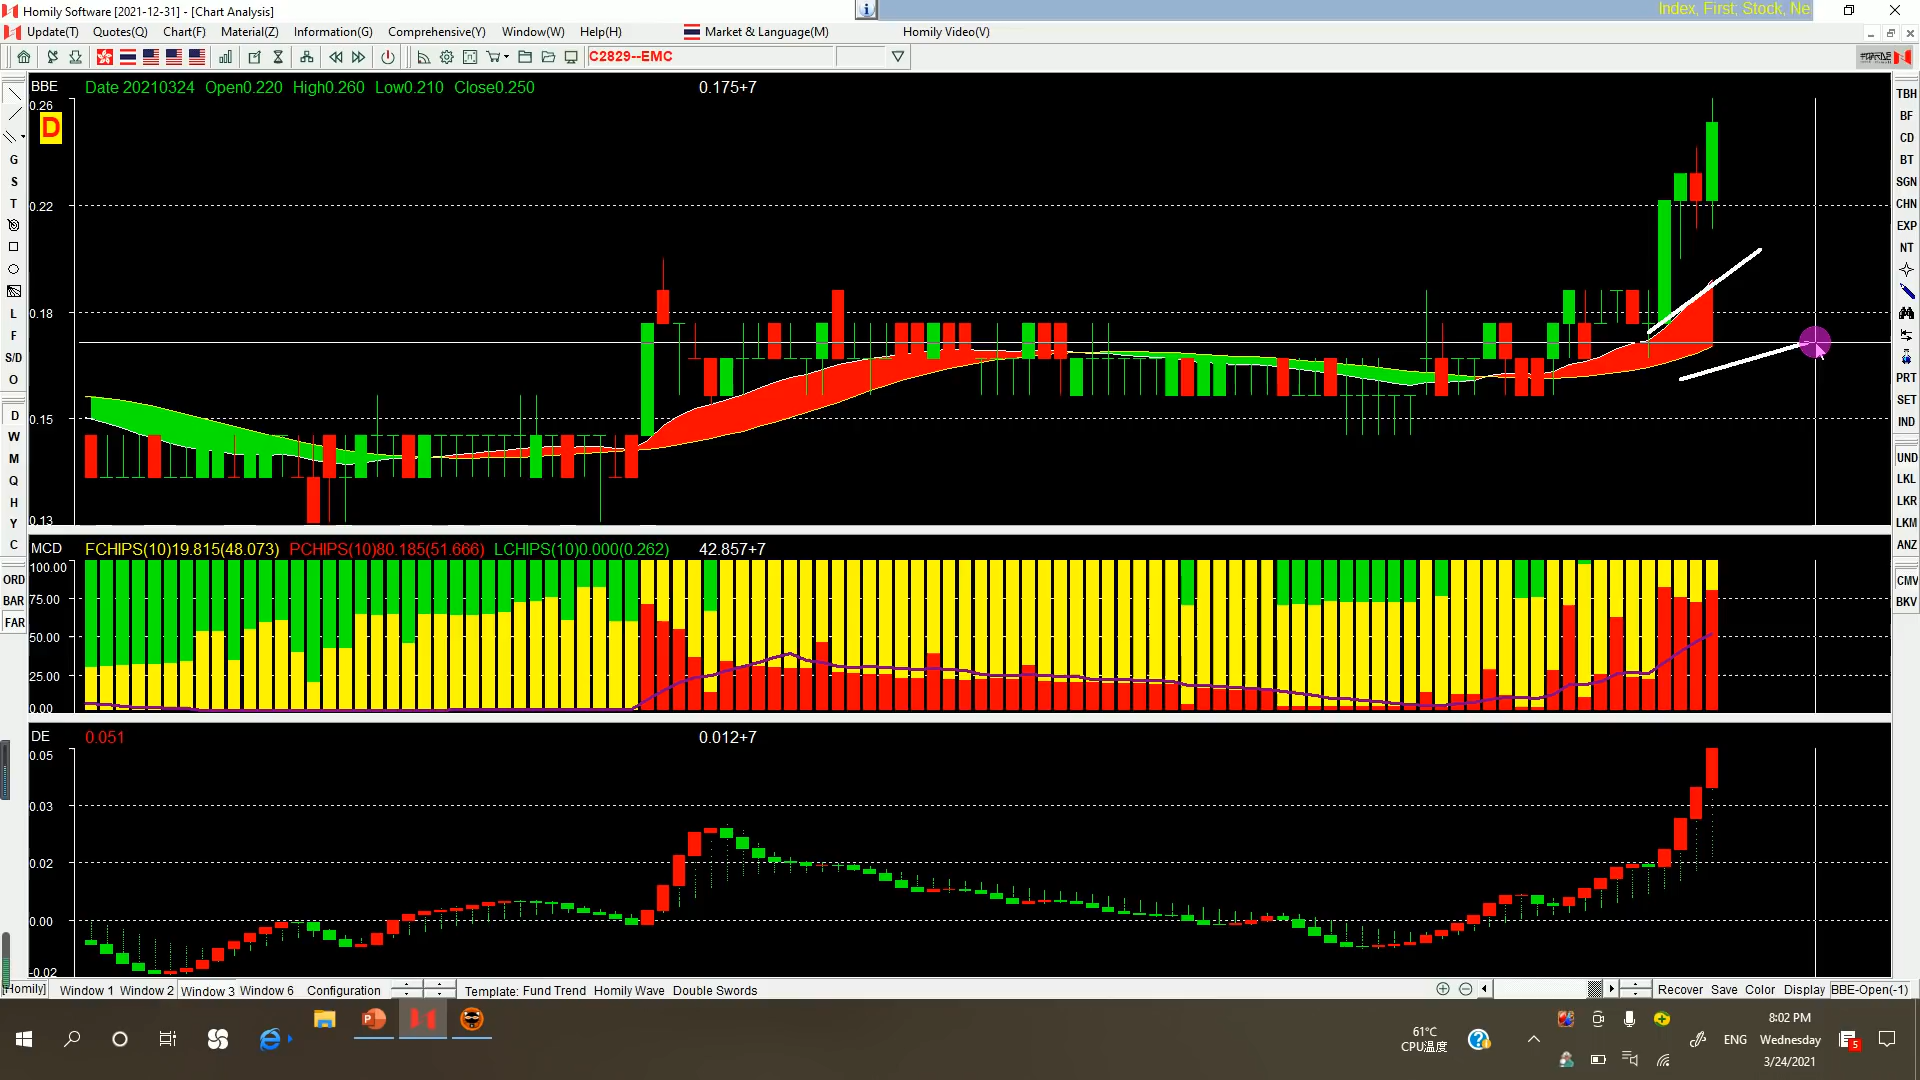 Homily Software [2021-12-31] - [Chart Analysis]
Index, First; Stock, Ne
Update(T) Quotes(Q) Chart(F) Material(Z) Information(G) Comprehensive(Y) Window(W) Help(H) Market & Language(M) Homily Video(V)
C2829--EMC
BBE Date 20210324 Open0.220 High0.260 Low0.210 Close0.250 0.175+7
0.26
D
0.22
0.18
0.15
0.13
MCD FCHIPS(10)19.815(48.073) PCHIPS(10)80.185(51.666) LCHIPS(10)0.000(0.262) 42.857+7
100.00
75.00
50.00
25.00
0.00
DE 0.051 0.012+7
0.05
0.03
0.02
0.00
-0.02
G
S
T
L
F
S/D
O
D
W
M
Q
H
Y
C
ORD
BAR
FAR
TBH
BF
CD
BT
SGN
CHN
EXP
NT
PRT
SET
IND
UND
LKL
LKR
LKM
ANZ
CMV
BKV
[Homily] Window 1 Window 2 Window 3 Window 6 Configuration Template: Fund Trend Homily Wave Double Swords Recover Save Color Display BBE-Open(-1)
61°C
CPU温度
ENG
8:02 PM
Wednesday
3/24/2021
5